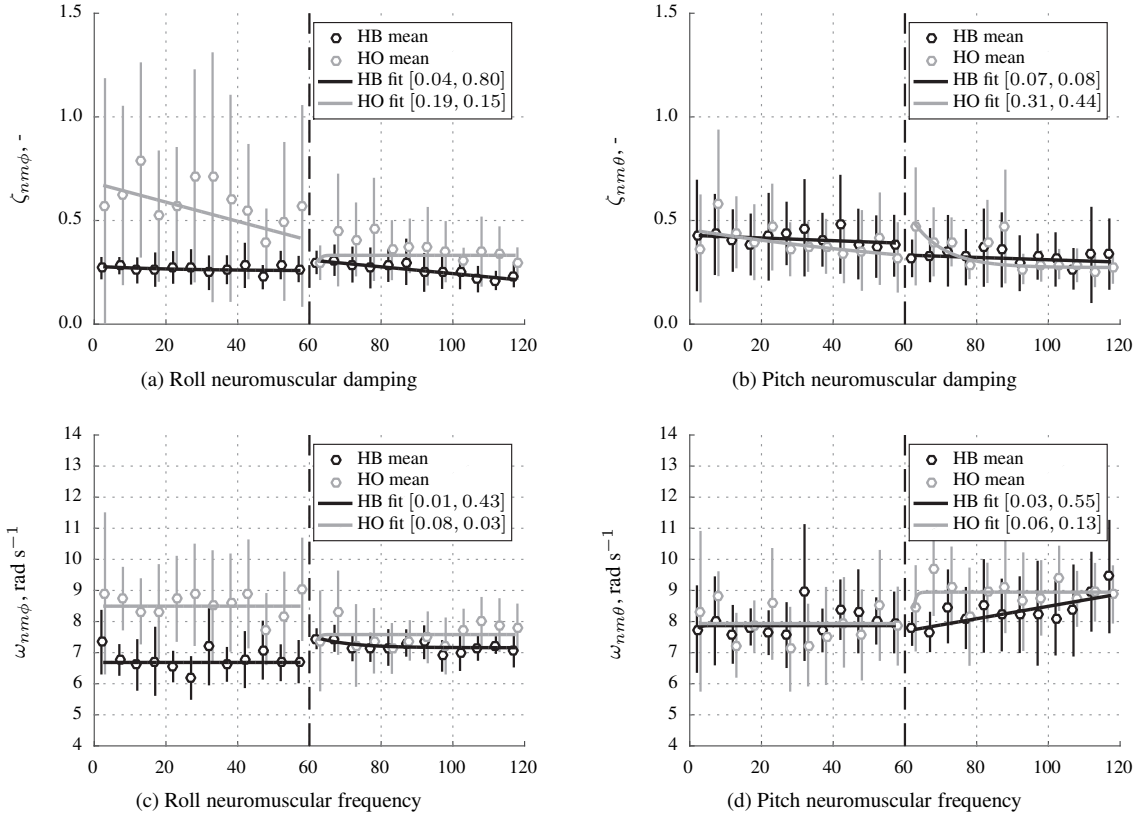 1.5
1.0
0.5
0.0
ζnmϕ, -
HB mean
HO mean
HB fit [0.04, 0.80]
HO fit [0.19, 0.15]
0 20 40 60 80 100 120
(a) Roll neuromuscular damping
1.5
1.0
0.5
0.0
ζnmθ, -
HB mean
HO mean
HB fit [0.07, 0.08]
HO fit [0.31, 0.44]
0 20 40 60 80 100 120
(b) Pitch neuromuscular damping
14
13
12
11
10
9
8
7
6
5
4
ωnmϕ, rad s⁻¹
HB mean
HO mean
HB fit [0.01, 0.43]
HO fit [0.08, 0.03]
0 20 40 60 80 100 120
(c) Roll neuromuscular frequency
14
13
12
11
10
9
8
7
6
5
4
ωnmθ, rad s⁻¹
HB mean
HO mean
HB fit [0.03, 0.55]
HO fit [0.06, 0.13]
0 20 40 60 80 100 120
(d) Pitch neuromuscular frequency